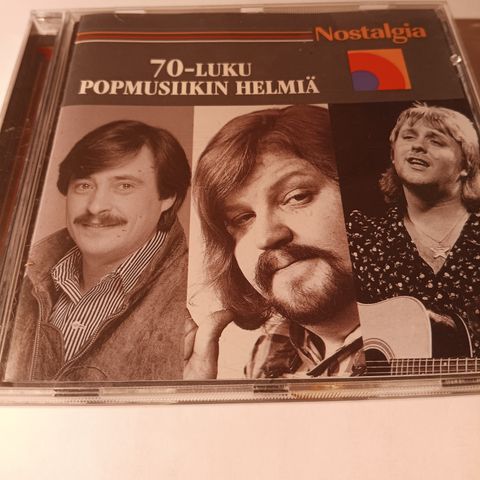 Nostalgia
70-LUKU
POPMUSIIKIN HELMIÄ